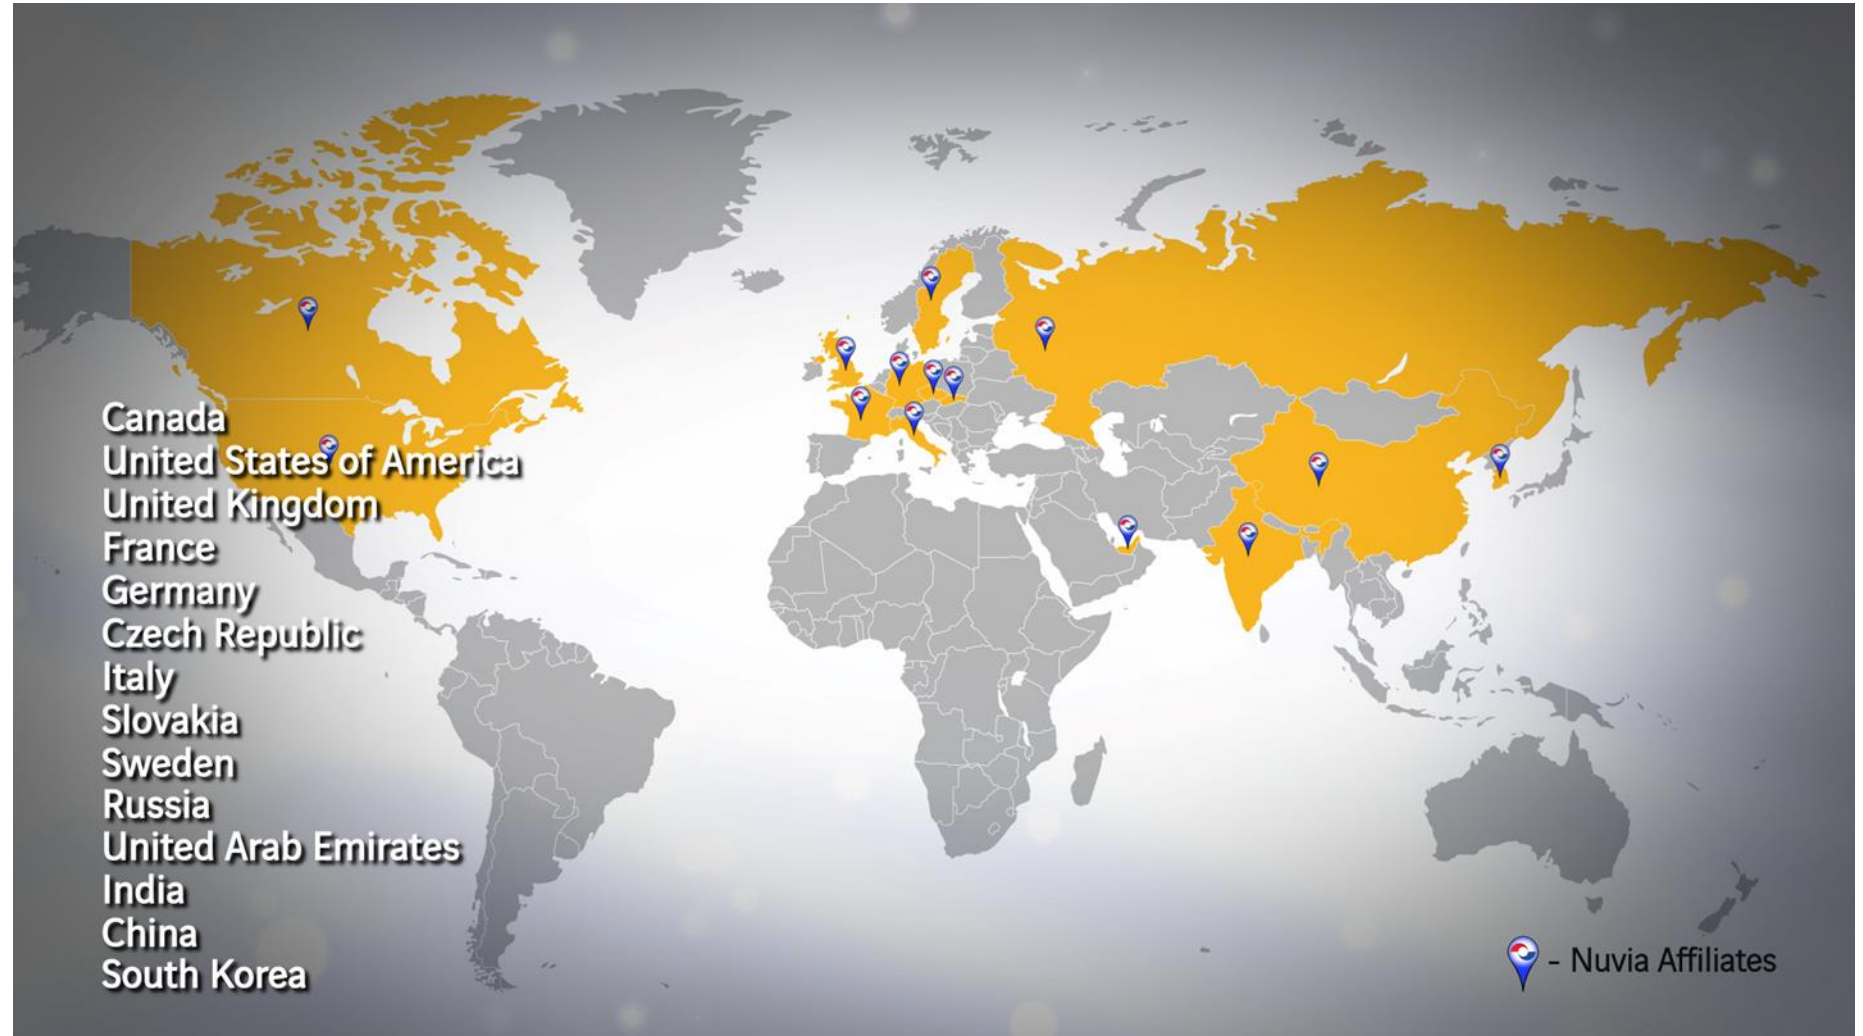 Canada
United States of America
United Kingdom
France
Germany
Czech Republic
Italy
Slovakia
Sweden
Russia
United Arab Emirates
India
China
South Korea
- Nuvia Affiliates